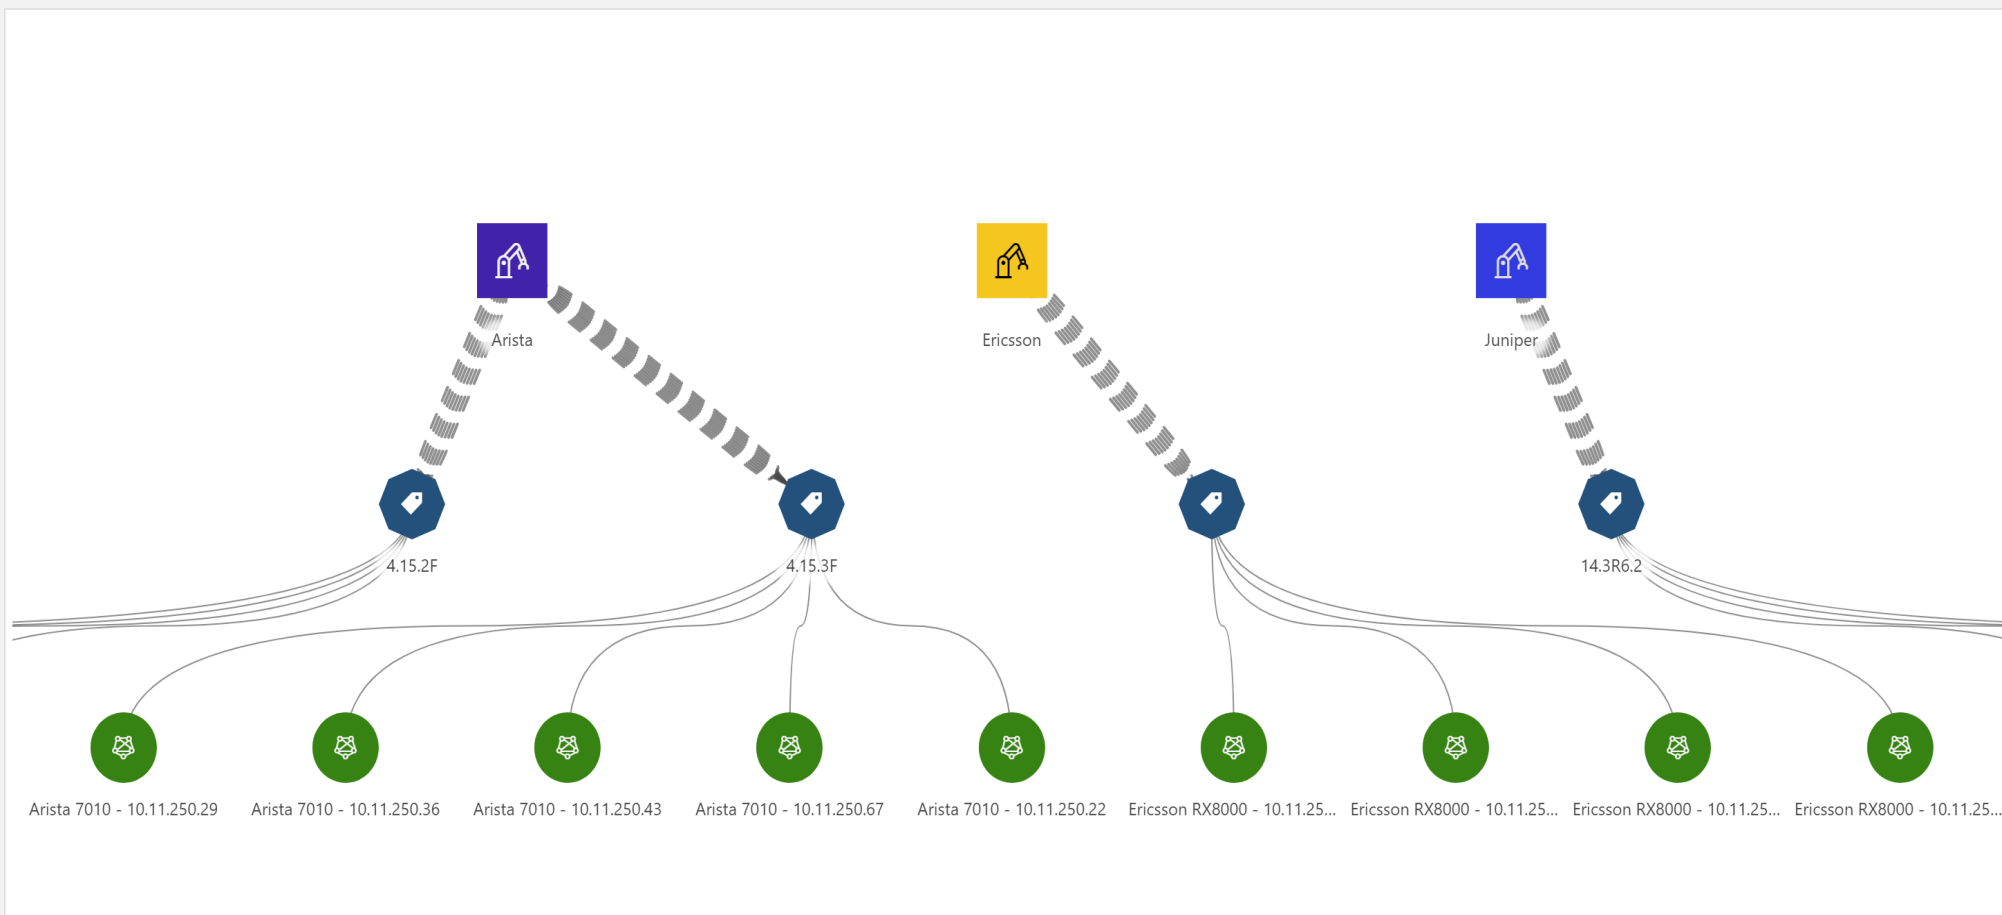 Arista
Ericsson
Juniper
4.15.2F
4.15.3F
14.3R6.2
Arista 7010 - 10.11.250.29
Arista 7010 - 10.11.250.36
Arista 7010 - 10.11.250.43
Arista 7010 - 10.11.250.67
Arista 7010 - 10.11.250.22
Ericsson RX8000 - 10.11.25...
Ericsson RX8000 - 10.11.25...
Ericsson RX8000 - 10.11.25...
Ericsson RX8000 - 10.11.25...